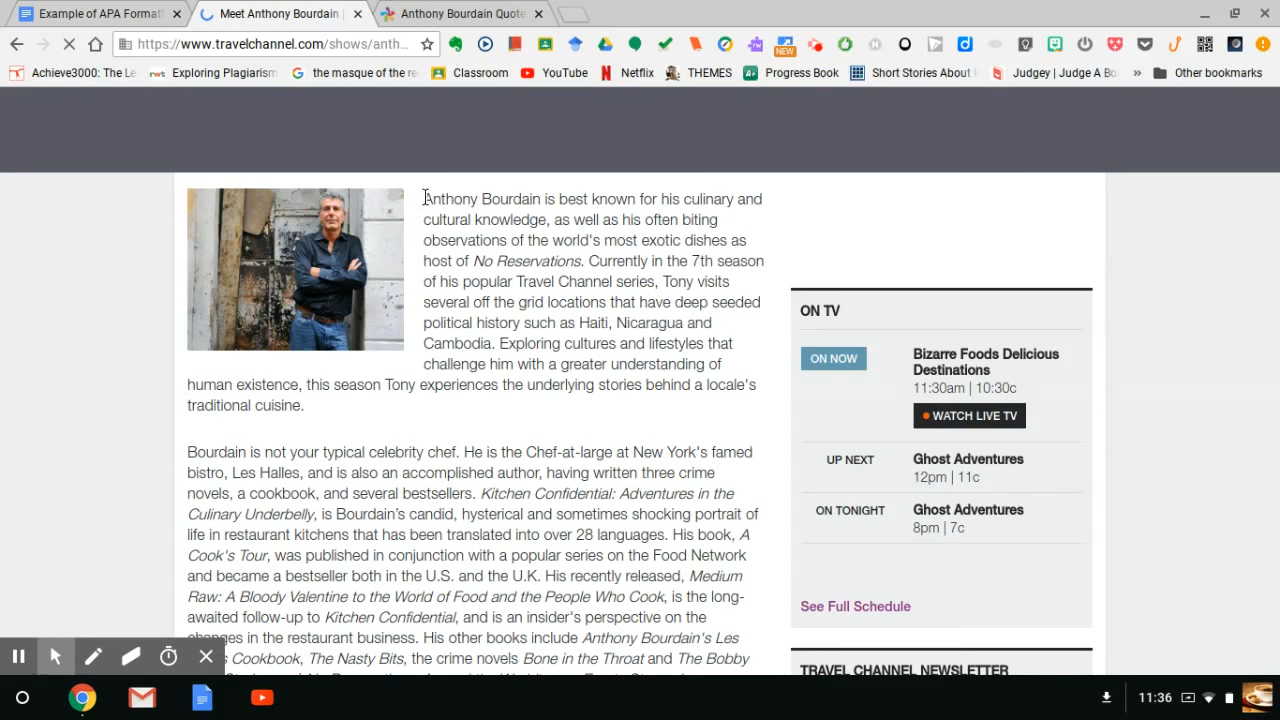 Example of APA Formatt
Meet Anthony Bourdain |
Anthony Bourdain Quote
https://www.travelchannel.com/shows/anth...
NEW
Achieve3000: The Le
rwt Exploring Plagiarism
the masque of the re
Classroom
YouTube
Netflix
THEMES
Progress Book
Short Stories About
Judgey | Judge A Bo
»
Other bookmarks
Anthony Bourdain is best known for his culinary and
cultural knowledge, as well as his often biting
observations of the world's most exotic dishes as
host of No Reservations. Currently in the 7th season
of his popular Travel Channel series, Tony visits
several off the grid locations that have deep seeded
political history such as Haiti, Nicaragua and
Cambodia. Exploring cultures and lifestyles that
challenge him with a greater understanding of
human existence, this season Tony experiences the underlying stories behind a locale's
traditional cuisine.
Bourdain is not your typical celebrity chef. He is the Chef-at-large at New York's famed
bistro, Les Halles, and is also an accomplished author, having written three crime
novels, a cookbook, and several bestsellers. Kitchen Confidential: Adventures in the
Culinary Underbelly, is Bourdain's candid, hysterical and sometimes shocking portrait of
life in restaurant kitchens that has been translated into over 28 languages. His book, A
Cook's Tour, was published in conjunction with a popular series on the Food Network
and became a bestseller both in the U.S. and the U.K. His recently released, Medium
Raw: A Bloody Valentine to the World of Food and the People Who Cook, is the long-
awaited follow-up to Kitchen Confidential, and is an insider's perspective on the
changes in the restaurant business. His other books include Anthony Bourdain's Les
Cookbook, The Nasty Bits, the crime novels Bone in the Throat and The Bobby
ON TV
ON NOW
Bizarre Foods Delicious
Destinations
11:30am | 10:30c
WATCH LIVE TV
UP NEXT
Ghost Adventures
12pm | 11c
ON TONIGHT
Ghost Adventures
8pm | 7c
See Full Schedule
TRAVEL CHANNEL NEWSLETTER
11:36